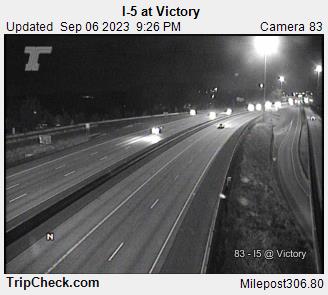 I-5 at Victory
Updated Sep 06 2023 9:26 PM Camera 83
T
N
83 - I5 @ Victory
TripCheck.com Milepost306.80